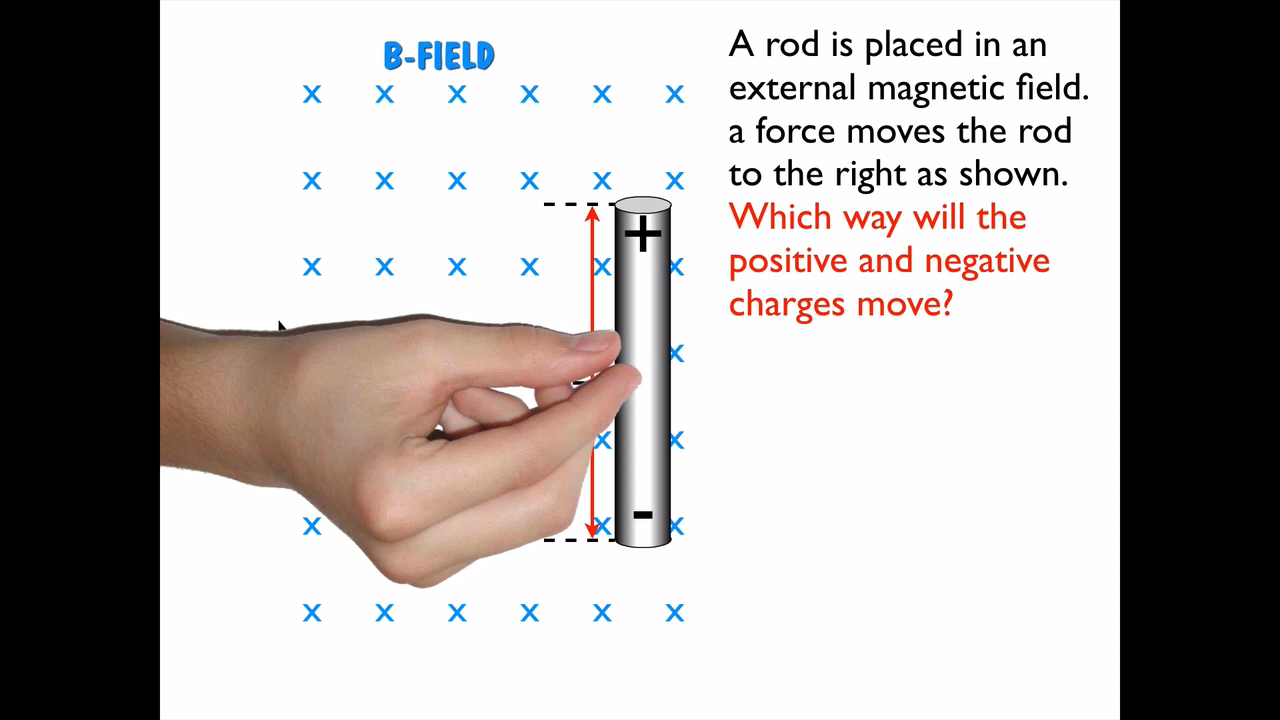 B-FIELD
A rod is placed in an
external magnetic field.
a force moves the rod
to the right as shown.
Which way will the
positive and negative
charges move?
x x x x x x
x x x x x x
x x x x x x
x
x x
x x x
x x x x x x
+
-